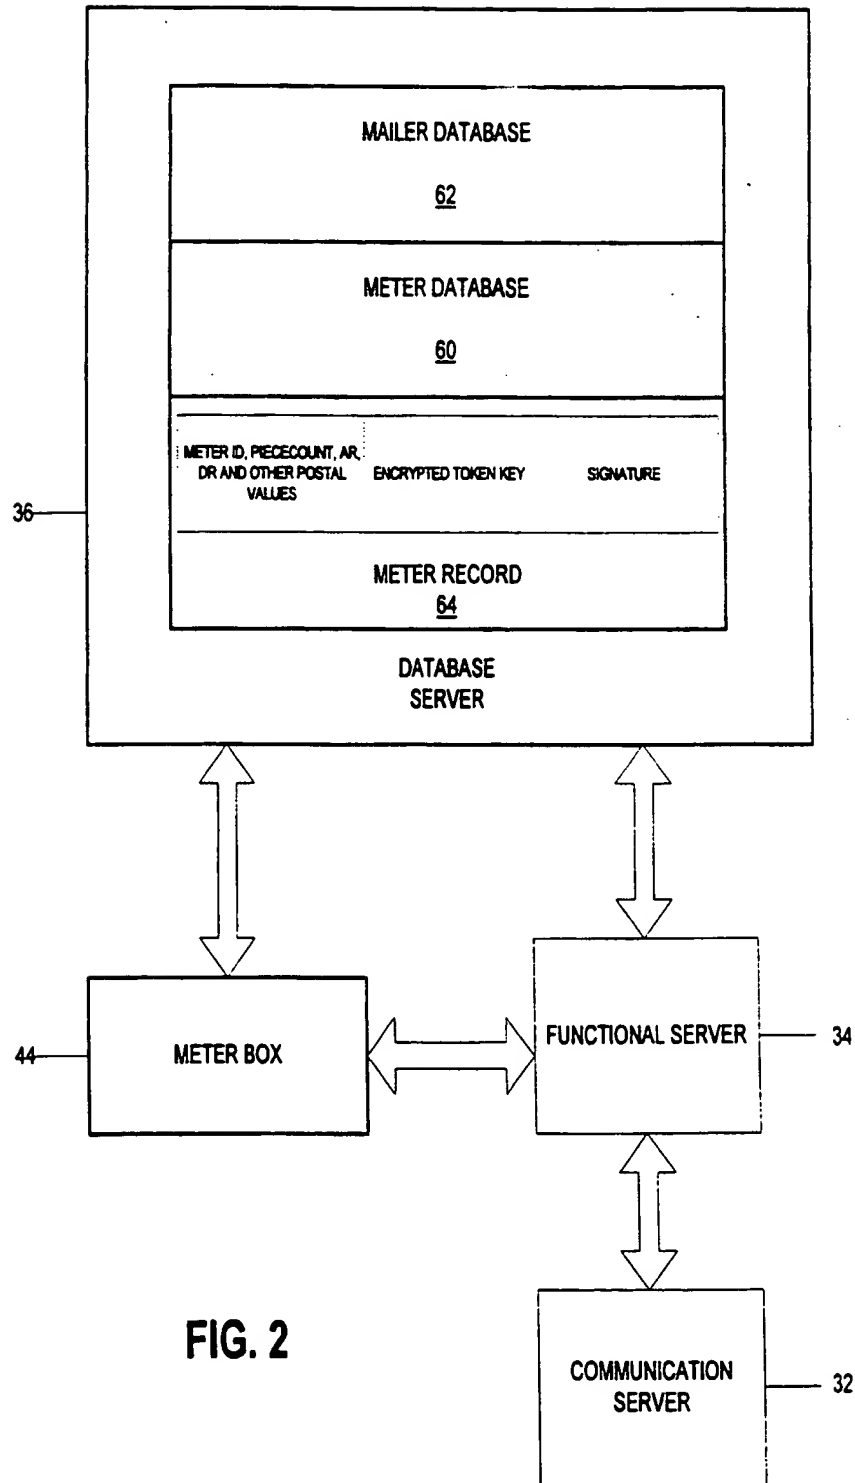 MAILER DATABASE
62
METER DATABASE
60
METER ID, PIECECOUNT, AR,
DR AND OTHER POSTAL
VALUES
ENCRYPTED TOKEN KEY
SIGNATURE
36
METER RECORD
64
DATABASE
SERVER
44
METER BOX
FUNCTIONAL SERVER
34
FIG. 2
COMMUNICATION
SERVER
32